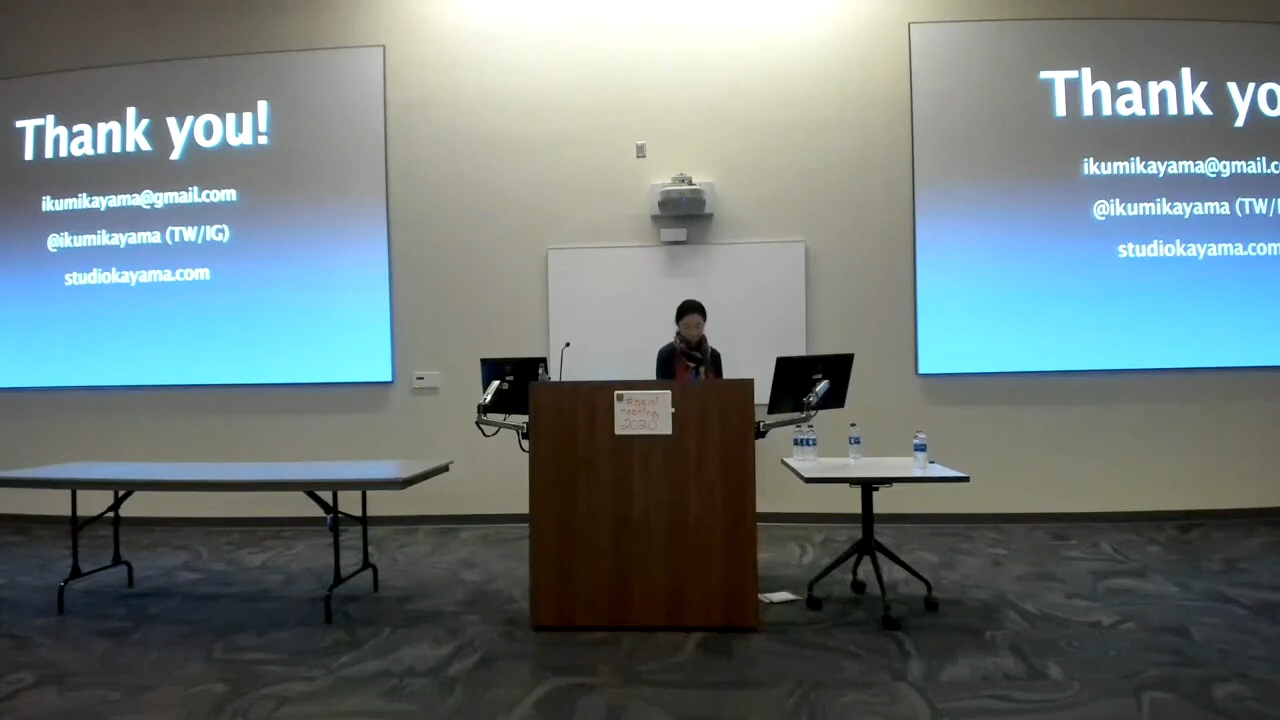 Thank you!
ikumikayama@gmail.com
@ikumikayama (TW/IG)
studiokayama.com
Thank yo
ikumikayama@gmail.c
@ikumikayama (TW/I
studiokayama.com
#semi
meeting
2020